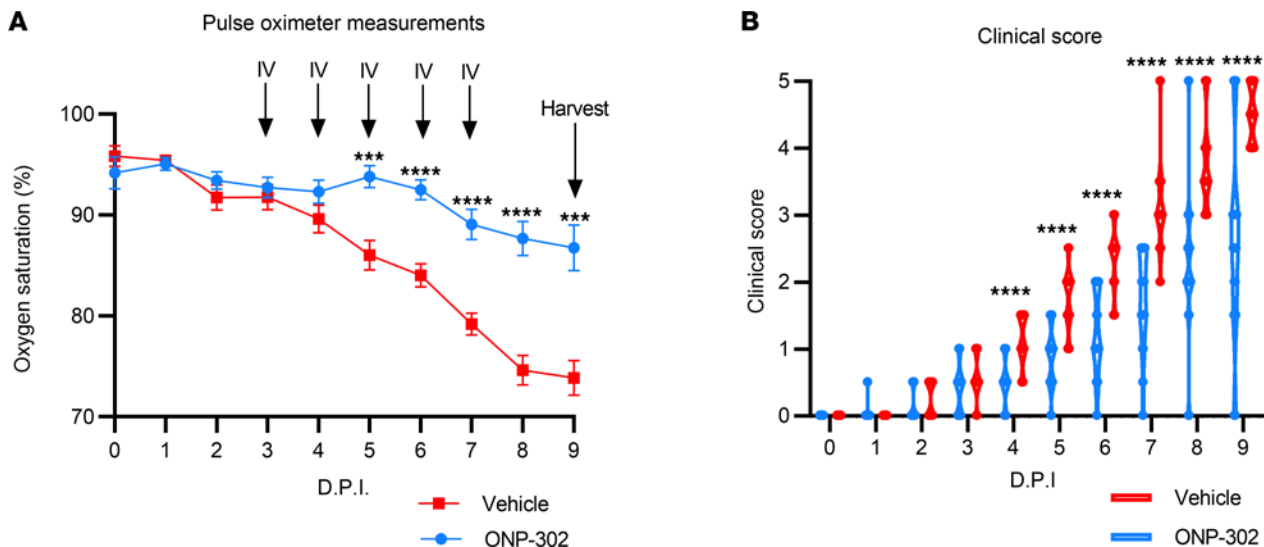 A
Pulse oximeter measurements
IV IV IV IV IV
Harvest
100
90
80
70
Oxygen saturation (%)
*** **** **** **** ***
0 1 2 3 4 5 6 7 8 9
D.P.I.
Vehicle
ONP-302
B
Clinical score
**** **** **** **** **** ****
5
4
3
2
1
0
Clinical score
0 1 2 3 4 5 6 7 8 9
D.P.I
Vehicle
ONP-302